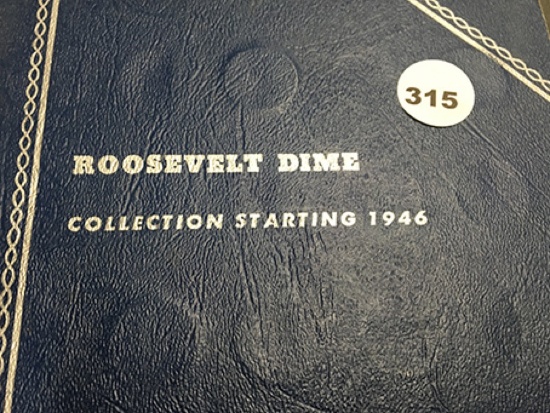 315
ROOSEVELT DIME
COLLECTION STARTING 1946